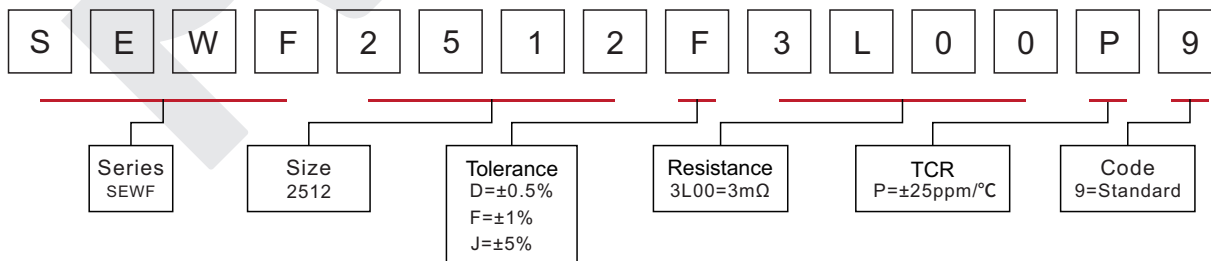 S E W F 2 5 1 2 F 3 L 0 0 P 9
Series
SEWF
Size
2512
Tolerance
D=±0.5%
F=±1%
J=±5%
Resistance
3L00=3mΩ
TCR
P=±25ppm/℃
Code
9=Standard